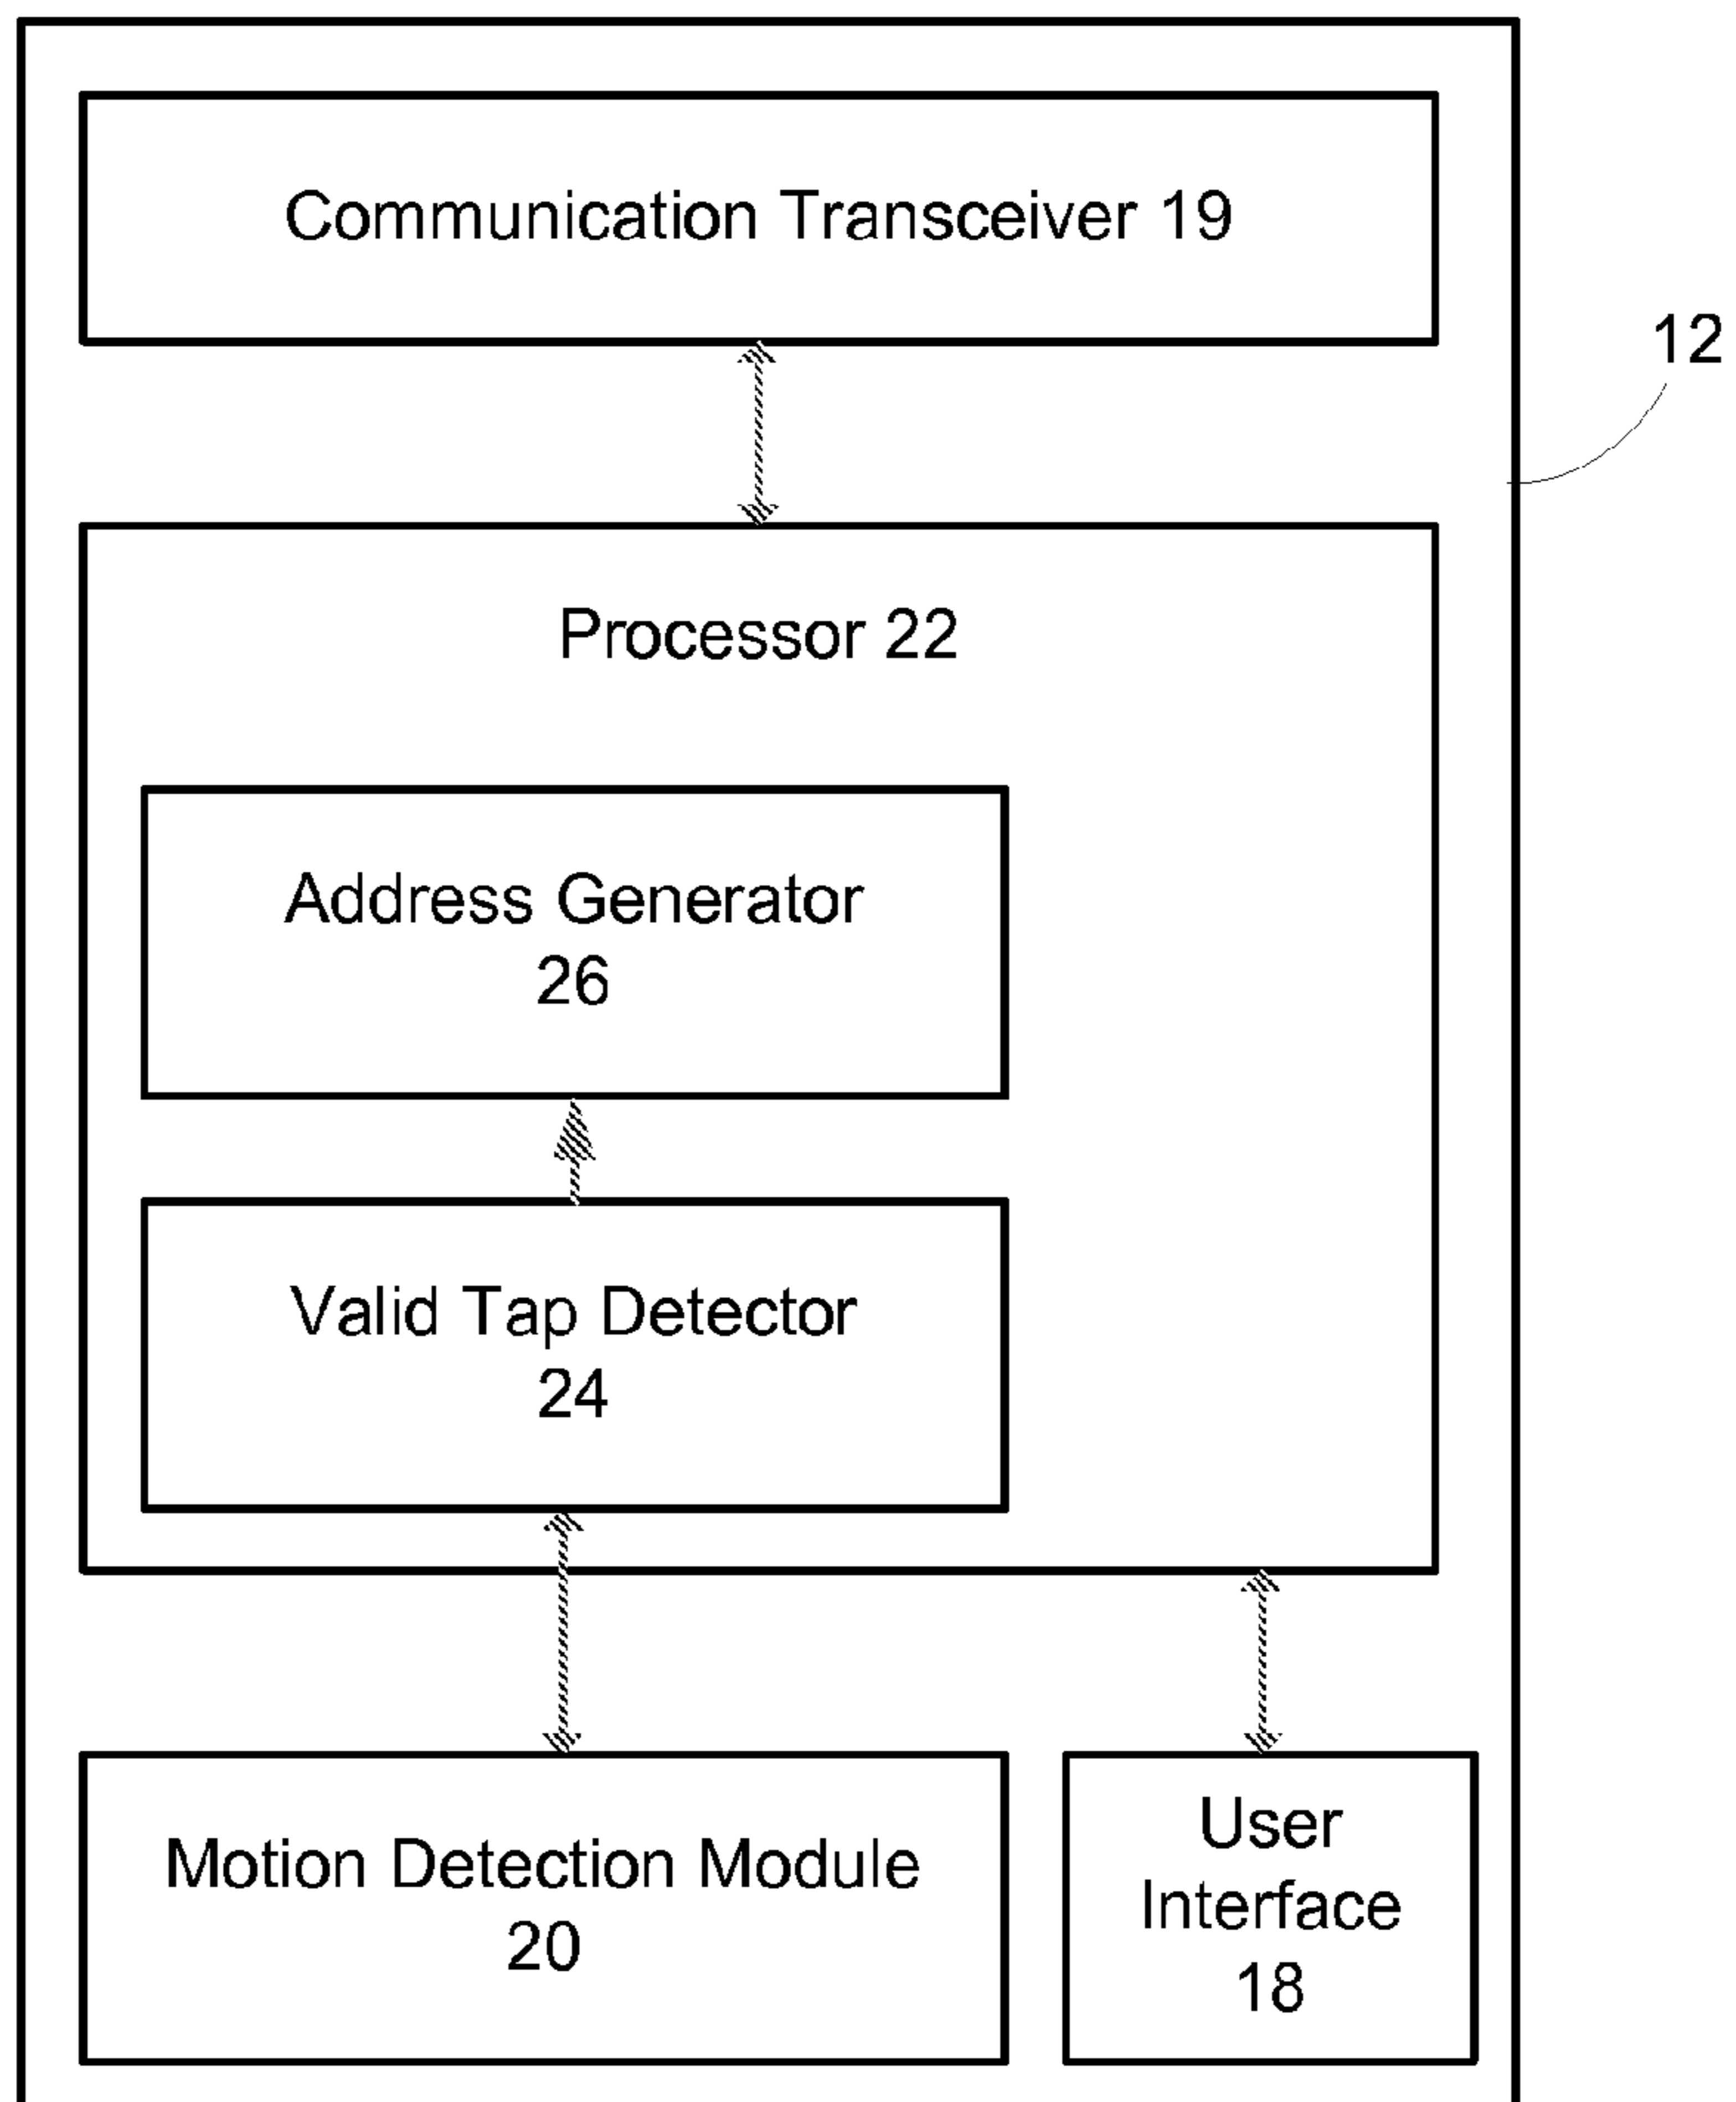 Communication Transceiver 19
12
Processor 22
Address Generator
26
Valid Tap Detector
24
Motion Detection Module
20
User
Interface
18